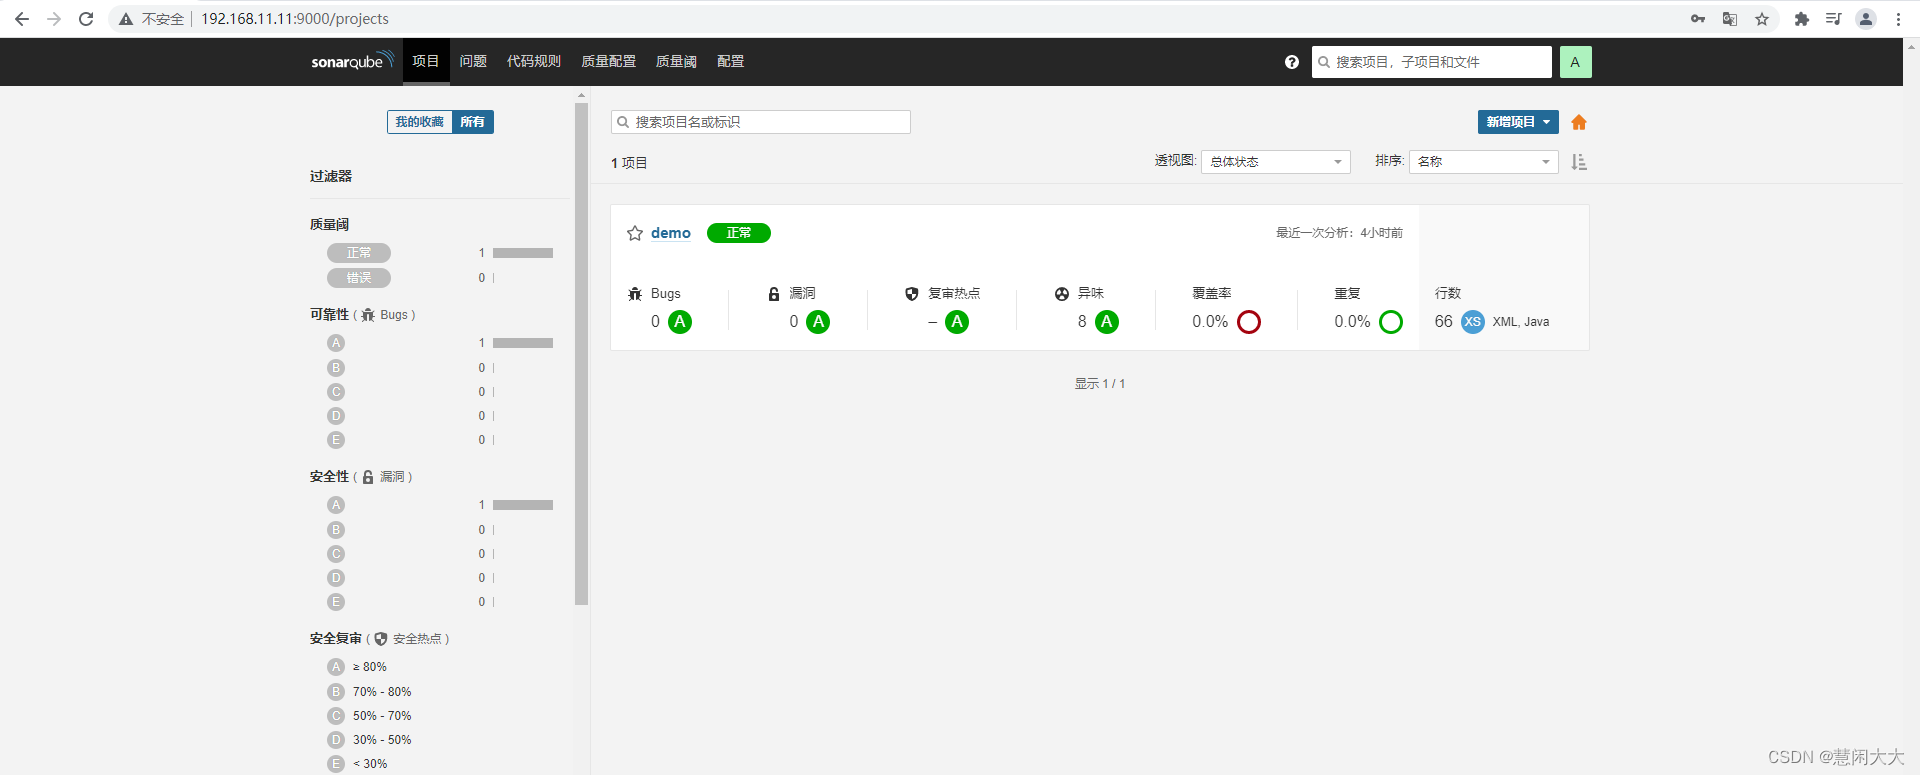 不安全 192.168.11.11:9000/projects
sonarqube 项目 问题 代码规则 质量配置 质量阈 配置 搜索项目，子项目和文件 A
我的收藏 所有
搜索项目名或标识 新增项目
1 项目 透视图: 总体状态 排序: 名称
过滤器
质量阈
正常 1
错误 0
可靠性 ( Bugs )
A 1
B 0
C 0
D 0
E 0
安全性 ( 漏洞 )
A 1
B 0
C 0
D 0
E 0
安全复审 ( 安全热点 )
A ≥ 80%
B 70% - 80%
C 50% - 70%
D 30% - 50%
E < 30%
demo 正常 最近一次分析：4小时前
Bugs 漏洞 复审热点 异味 覆盖率 重复 行数
0 A 0 A – A 8 A 0.0% 0.0% 66 XS XML, Java
显示 1 / 1
CSDN @慧闲大大